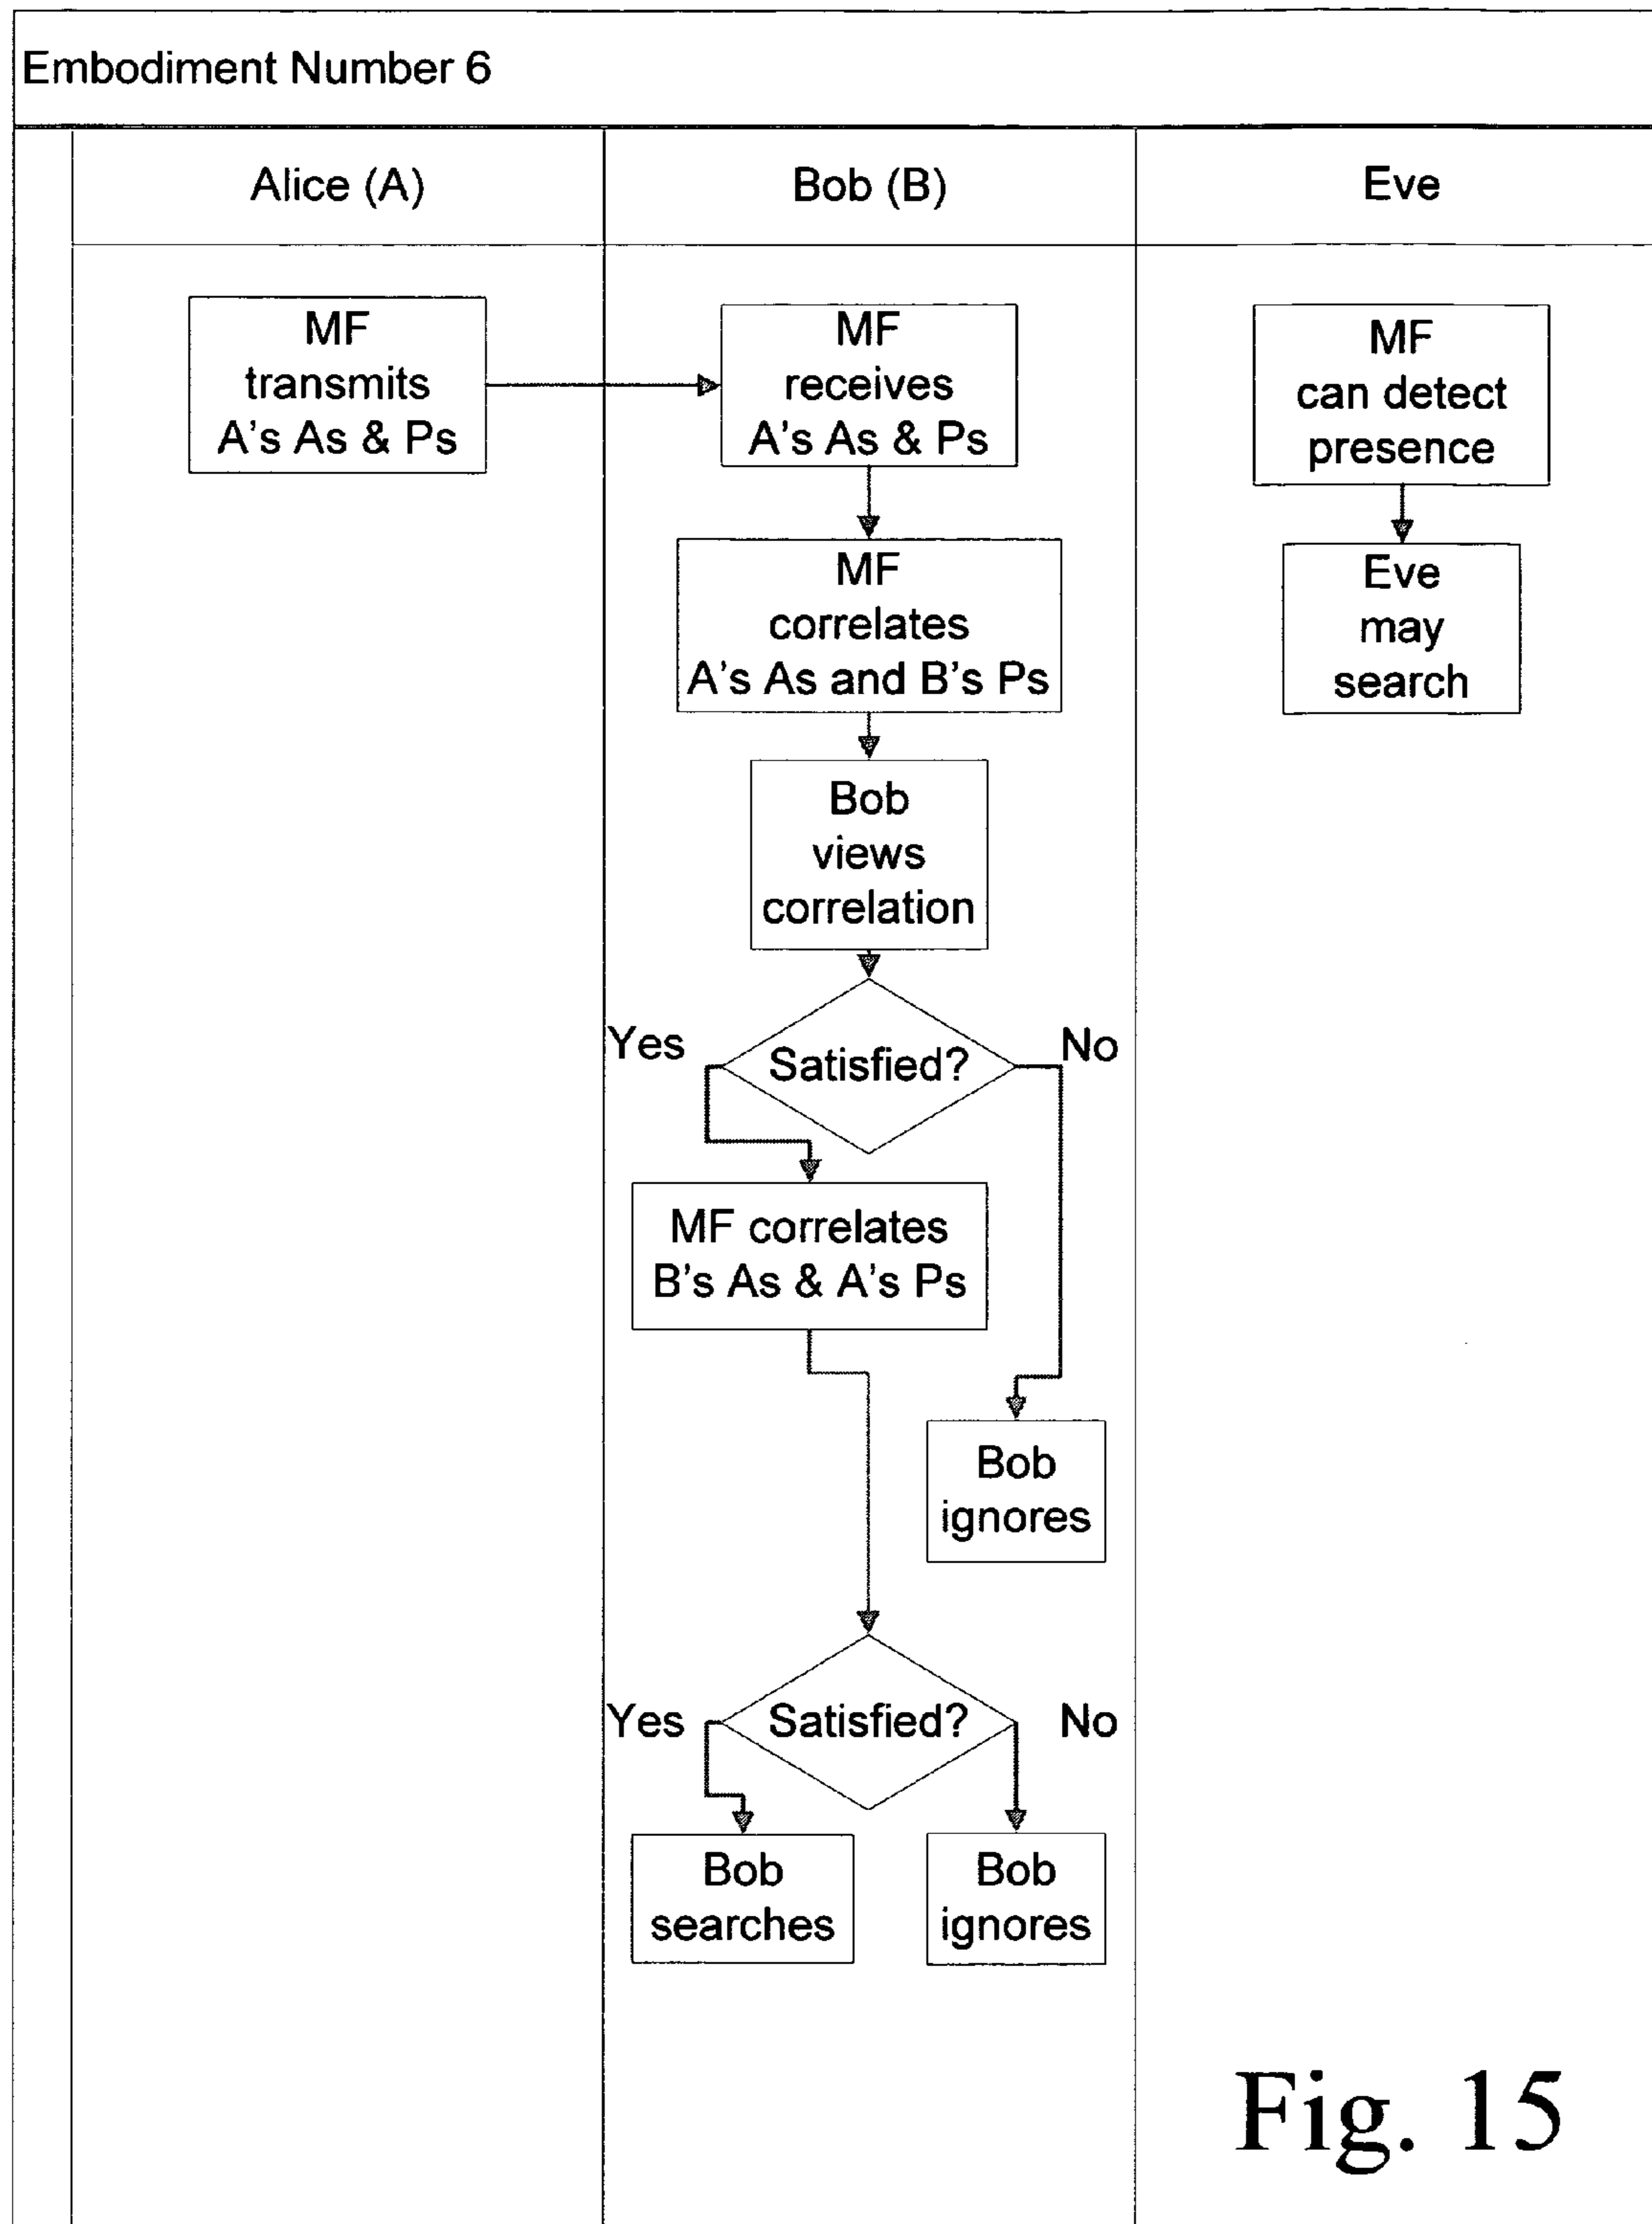 Embodiment Number 6
Alice (A)
Bob (B)
Eve
MF
transmits
A's As & Ps
MF
receives
A's As & Ps
MF
can detect
presence
MF
correlates
A's As and B's Ps
Eve
may
search
Bob
views
correlation
Yes
Satisfied?
No
MF correlates
B's As & A's Ps
Bob
ignores
Yes
Satisfied?
No
Bob
searches
Bob
ignores
Fig. 15